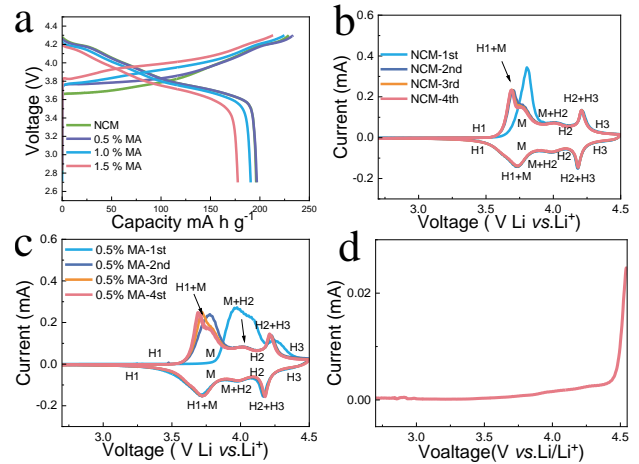 a
4.4
4.2
4.0
3.8
3.6
3.4
3.2
3.0
2.8
2.6
Voltage (V)
NCM
0.5 % MA
1.0 % MA
1.5 % MA
0 50 100 150 200 250
Capacity mA h g-1
b
0.6
0.4
0.2
0.0
-0.2
Current (mA)
NCM-1st
NCM-2nd
NCM-3rd
NCM-4th
H1+M
H2+H3
M+H2
H1 M H2 H3
H1 M H2 H3
M+H2
H1+M H2+H3
3.0 3.5 4.0 4.5
Voltage ( V Li vs.Li+)
c
0.6
0.4
0.2
0.0
-0.2
Current (mA)
0.5% MA-1st
0.5% MA-2nd
0.5% MA-3rd
0.5% MA-4st
H1+M
M+H2
H2+H3
H1 M H2 H3
H1 M H2 H3
M+H2
H1+M H2+H3
3.0 3.5 4.0 4.5
Voltage ( V Li vs.Li+)
d
0.02
0.01
0.00
Current (mA)
3.0 3.5 4.0 4.5
Voaltage(V vs.Li/Li+)